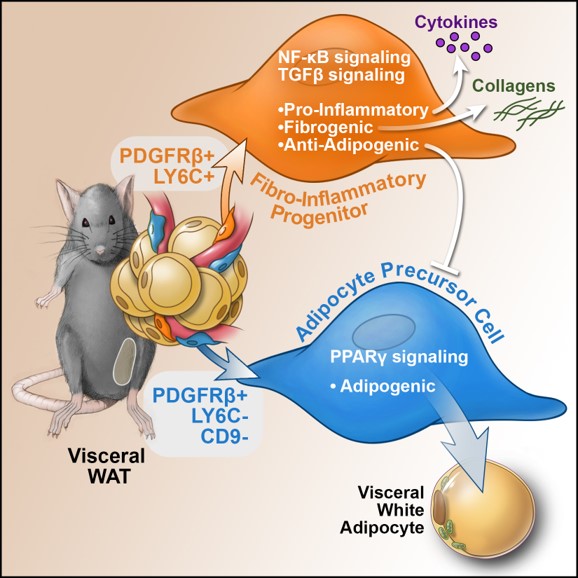 Cytokines
NF-κB signaling
TGFβ signaling
Collagens
•Pro-Inflammatory
•Fibrogenic
•Anti-Adipogenic
PDGFRβ+
LY6C+
Fibro-Inflammatory
Progenitor
Adipocyte Precursor Cell
PPARγ signaling
• Adipogenic
PDGFRβ+
LY6C-
CD9-
Visceral
WAT
Visceral
White
Adipocyte